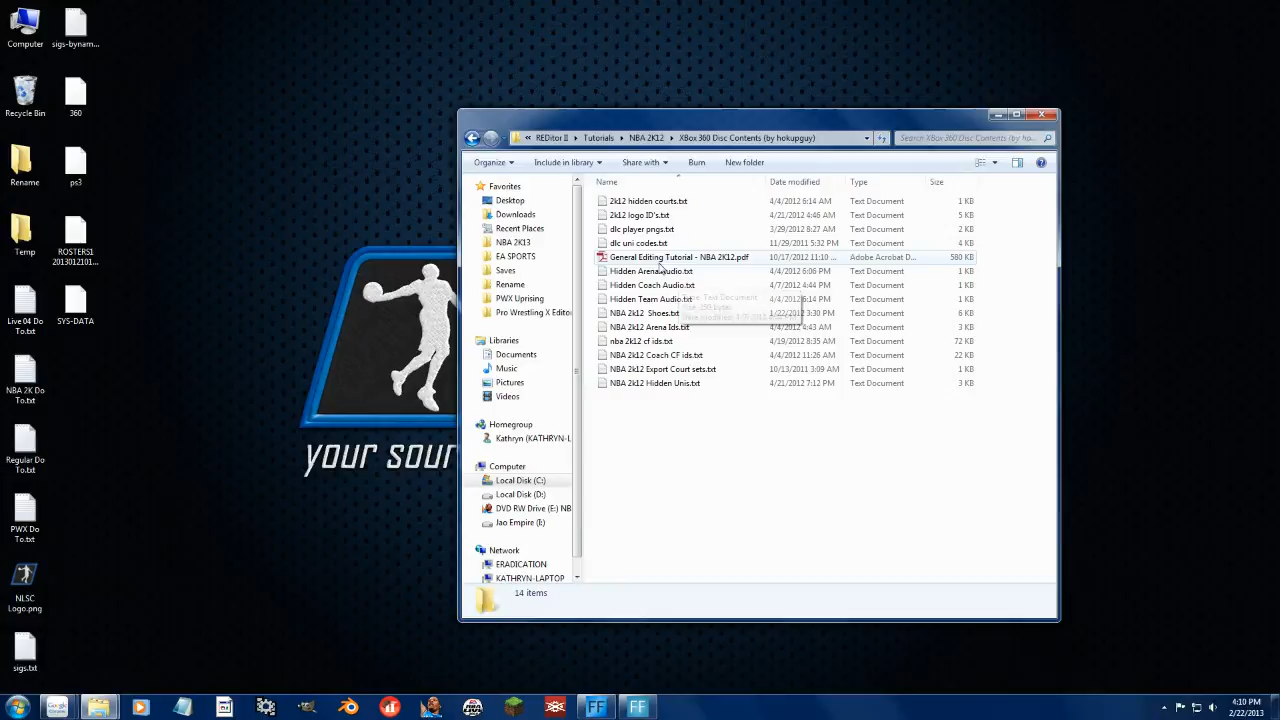 Computer
sigs-bynam...
Recycle Bin
360
Rename
ps3
Temp
ROSTERS1
2013012101...
Live 04 Do
To.txt
SYS-DATA
NBA 2K Do
To.txt
Regular Do
To.txt
PWX Do
To.txt
NLSC
Logo.png
sigs.txt
your sour
« REDitor II ▸ Tutorials ▸ NBA 2K12 ▸ XBox 360 Disc Contents (by hokupguy)
Search XBox 360 Disc Contents (by ho...
Organize
Include in library
Share with
Burn
New folder
Favorites
Desktop
Downloads
Recent Places
NBA 2K13
EA SPORTS
Saves
Rename
PWX Uprising
Pro Wrestling X Editor
Libraries
Documents
Music
Pictures
Videos
Homegroup
Kathryn (KATHRYN-L
Computer
Local Disk (C:)
Local Disk (D:)
DVD RW Drive (E:) NB
Jao Empire (E:)
Network
ERADICATION
KATHRYN-LAPTOP
Name Date modified Type Size
2k12 hidden courts.txt 4/4/2012 6:14 AM Text Document 1 KB
2k12 logo ID's.txt 4/21/2012 4:46 AM Text Document 5 KB
dlc player pngs.txt 3/29/2012 8:27 AM Text Document 2 KB
dlc uni codes.txt 11/29/2011 5:32 PM Text Document 4 KB
General Editing Tutorial - NBA 2K12.pdf 10/17/2012 11:10 ... Adobe Acrobat D... 580 KB
Hidden Arena Audio.txt 4/4/2012 6:06 PM Text Document 1 KB
Hidden Coach Audio.txt 4/7/2012 4:44 PM Text Document 1 KB
Hidden Team Audio.txt 4/4/2012 6:14 PM Text Document 1 KB
NBA 2K12 Shoes.txt 1/22/2012 3:30 PM Text Document 6 KB
NBA 2K12 Arena Ids.txt 4/4/2012 4:43 AM Text Document 3 KB
nba 2k12 cf ids.txt 4/19/2012 8:35 AM Text Document 72 KB
NBA 2K12 Coach CF ids.txt 4/4/2012 11:26 AM Text Document 22 KB
NBA 2K12 Export Court sets.txt 10/13/2011 3:09 AM Text Document 1 KB
NBA 2K12 Hidden Unis.txt 4/21/2012 7:12 PM Text Document 3 KB
14 items
4:10 PM
2/22/2013